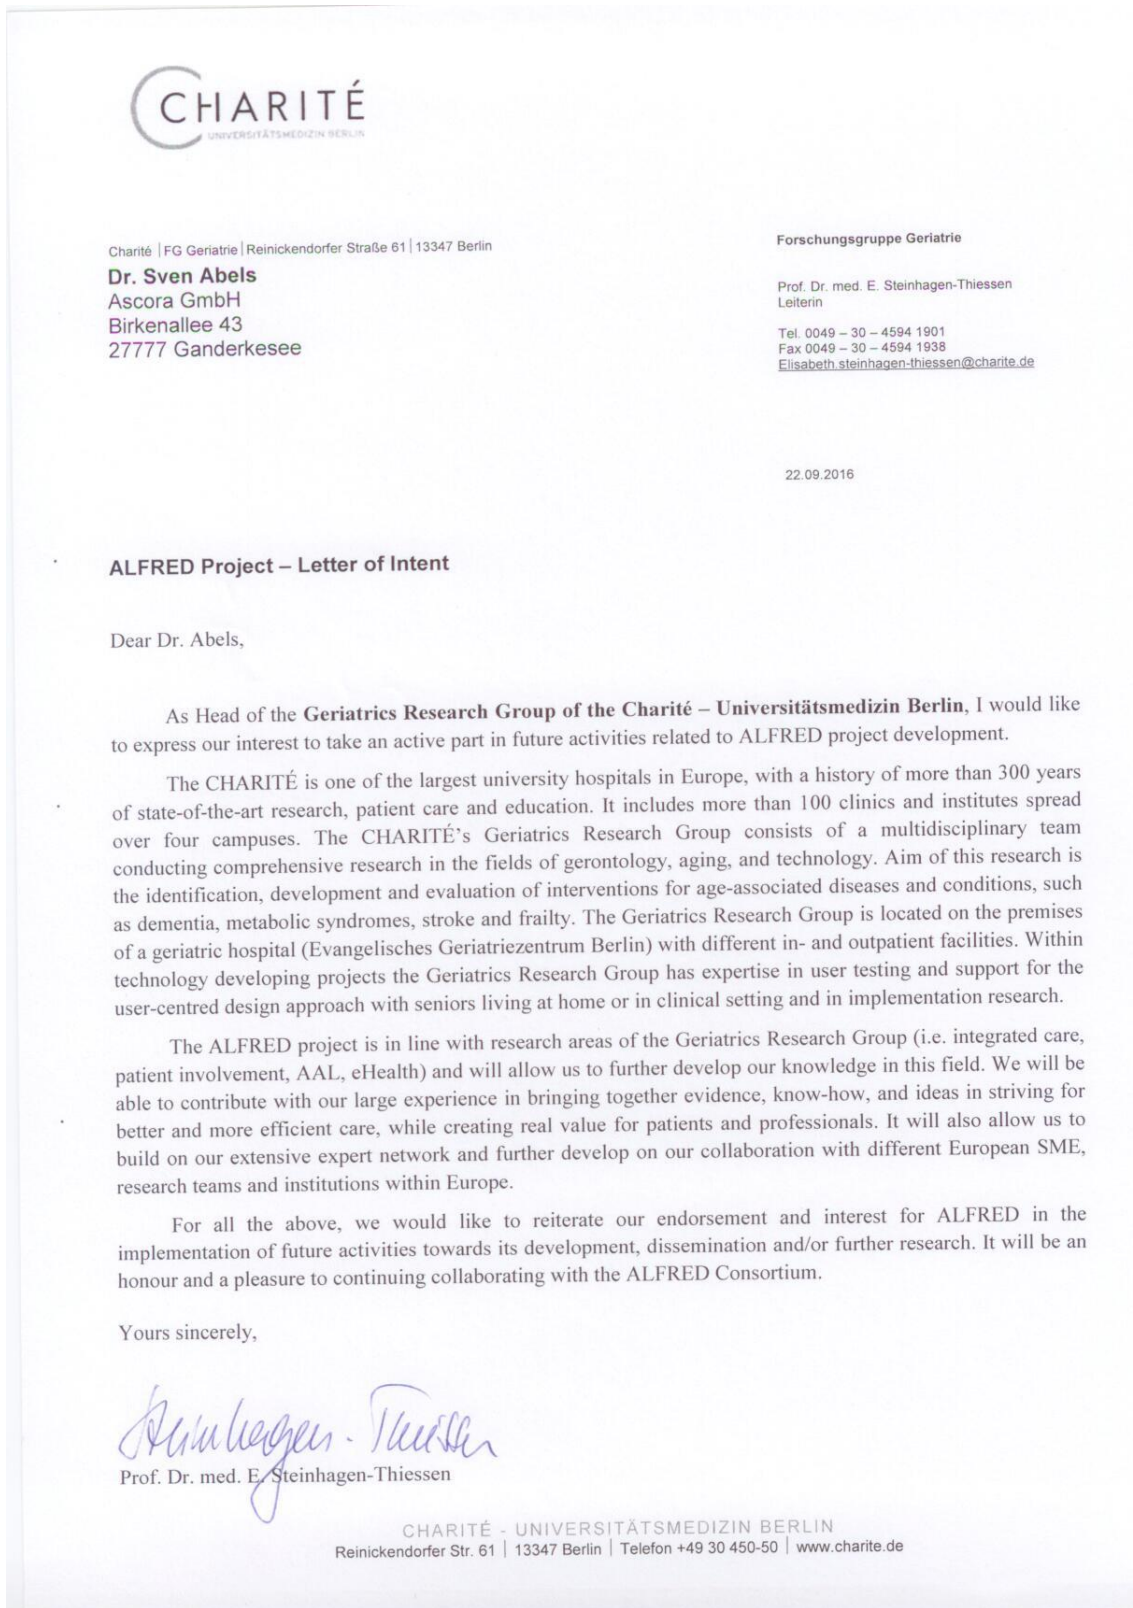 CHARITÉ
UNIVERSITÄTSMEDIZIN BERLIN
Charité | FG Geriatrie | Reinickendorfer Straße 61 | 13347 Berlin
Dr. Sven Abels
Ascora GmbH
Birkenallee 43
27777 Ganderkesee
Forschungsgruppe Geriatrie
Prof. Dr. med. E. Steinhagen-Thiessen
Leiterin
Tel. 0049 – 30 – 4594 1901
Fax 0049 – 30 – 4594 1938
Elisabeth.steinhagen-thiessen@charite.de
22.09.2016
ALFRED Project – Letter of Intent
Dear Dr. Abels,
As Head of the Geriatrics Research Group of the Charité – Universitätsmedizin Berlin, I would like
to express our interest to take an active part in future activities related to ALFRED project development.
The CHARITÉ is one of the largest university hospitals in Europe, with a history of more than 300 years
of state-of-the-art research, patient care and education. It includes more than 100 clinics and institutes spread
over four campuses. The CHARITÉ's Geriatrics Research Group consists of a multidisciplinary team
conducting comprehensive research in the fields of gerontology, aging, and technology. Aim of this research is
the identification, development and evaluation of interventions for age-associated diseases and conditions, such
as dementia, metabolic syndromes, stroke and frailty. The Geriatrics Research Group is located on the premises
of a geriatric hospital (Evangelisches Geriatriezentrum Berlin) with different in- and outpatient facilities. Within
technology developing projects the Geriatrics Research Group has expertise in user testing and support for the
user-centred design approach with seniors living at home or in clinical setting and in implementation research.
The ALFRED project is in line with research areas of the Geriatrics Research Group (i.e. integrated care,
patient involvement, AAL, eHealth) and will allow us to further develop our knowledge in this field. We will be
able to contribute with our large experience in bringing together evidence, know-how, and ideas in striving for
better and more efficient care, while creating real value for patients and professionals. It will also allow us to
build on our extensive expert network and further develop on our collaboration with different European SME,
research teams and institutions within Europe.
For all the above, we would like to reiterate our endorsement and interest for ALFRED in the
implementation of future activities towards its development, dissemination and/or further research. It will be an
honour and a pleasure to continuing collaborating with the ALFRED Consortium.
Yours sincerely,
Steinhagen-Thiessen
Prof. Dr. med. E. Steinhagen-Thiessen
CHARITÉ - UNIVERSITÄTSMEDIZIN BERLIN
Reinickendorfer Str. 61 | 13347 Berlin | Telefon +49 30 450-50 | www.charite.de